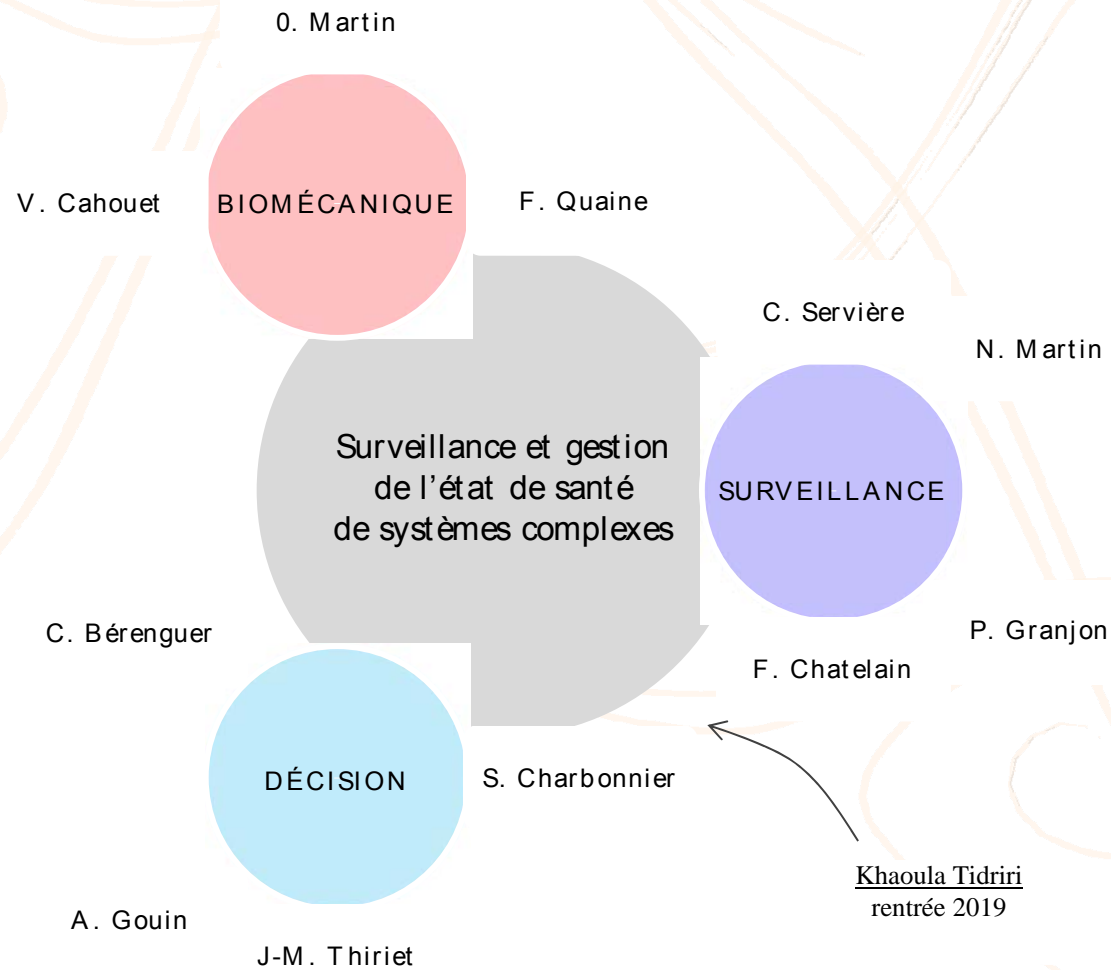 0. Martin
V. Cahouet
BIOMÉCANIQUE
F. Quaine
C. Servière
N. Martin
Surveillance et gestion
de l'état de santé
de systèmes complexes
SURVEILLANCE
C. Bérenguer
P. Granjon
F. Chatelain
DÉCISION
S. Charbonnier
Khaoula Tidriri
rentrée 2019
A. Gouin
J-M. Thiriet